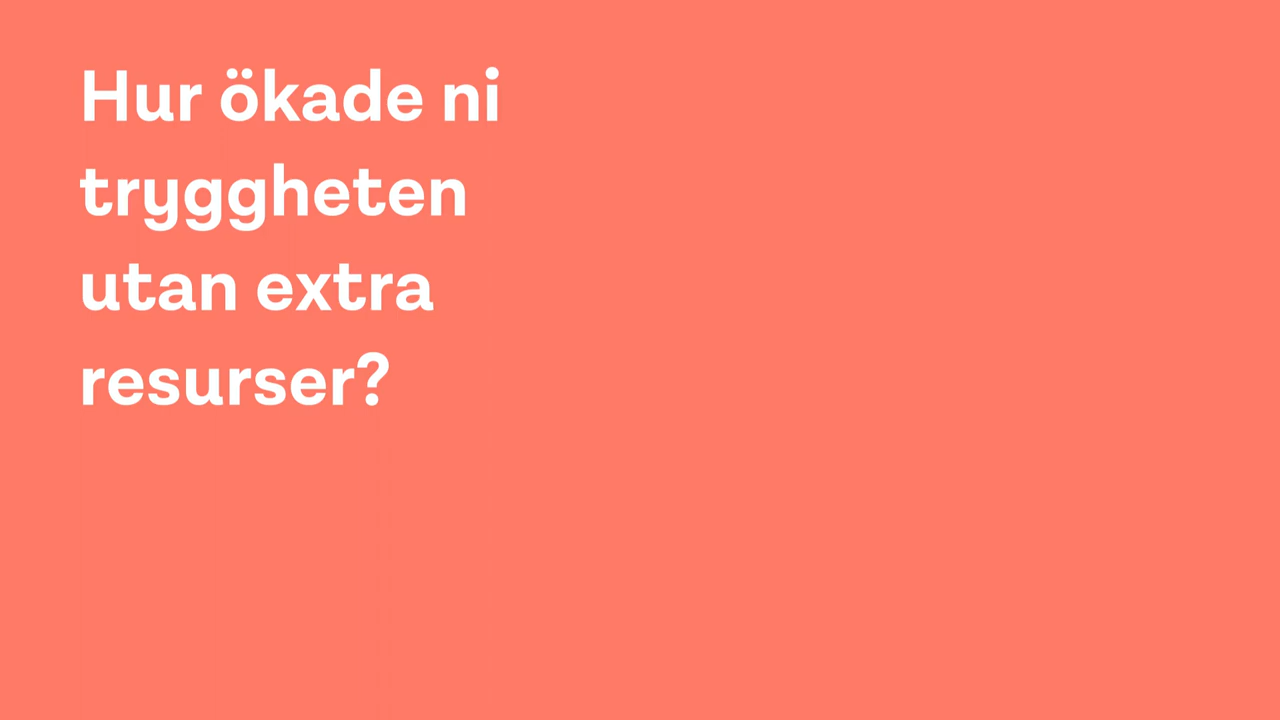 Hur ökade ni
tryggheten
utan extra
resurser?